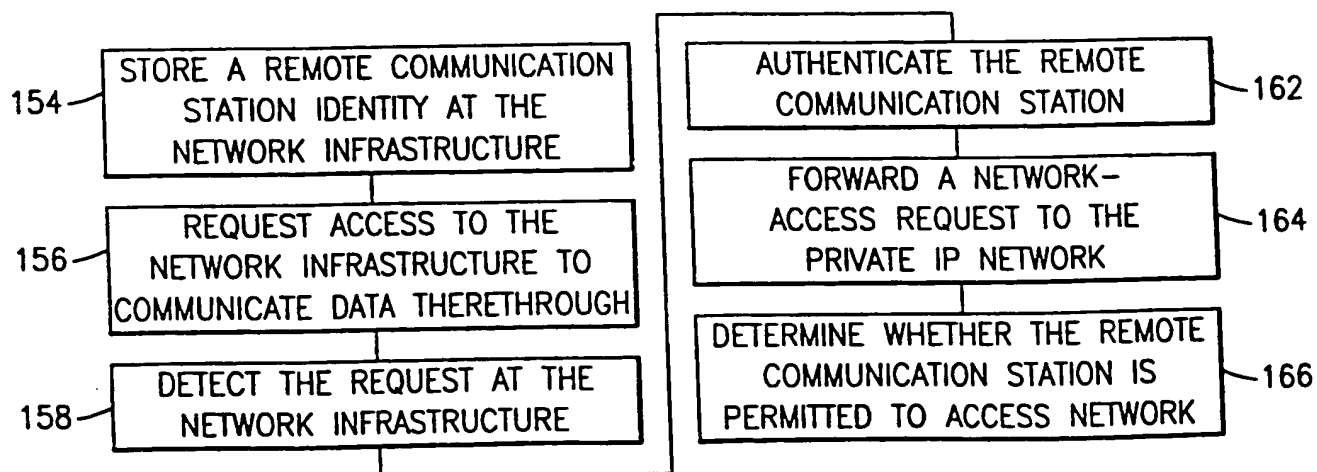 154
STORE A REMOTE COMMUNICATION
STATION IDENTITY AT THE
NETWORK INFRASTRUCTURE
156
REQUEST ACCESS TO THE
NETWORK INFRASTRUCTURE TO
COMMUNICATE DATA THERETHROUGH
158
DETECT THE REQUEST AT THE
NETWORK INFRASTRUCTURE
AUTHENTICATE THE REMOTE
COMMUNICATION STATION
162
FORWARD A NETWORK-
ACCESS REQUEST TO THE
PRIVATE IP NETWORK
164
DETERMINE WHETHER THE REMOTE
COMMUNICATION STATION IS
PERMITTED TO ACCESS NETWORK
166